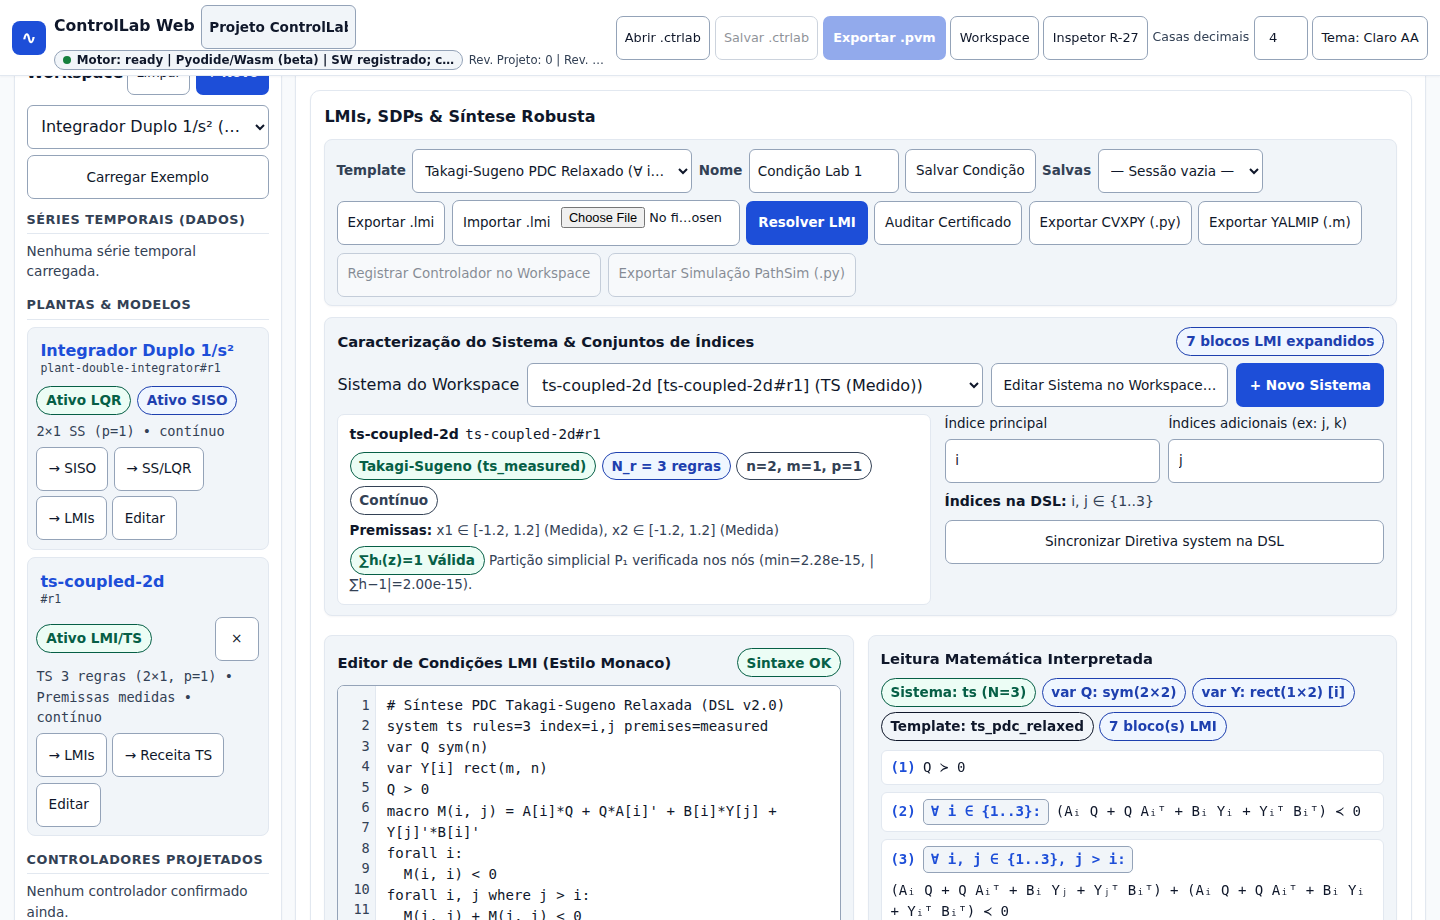 ∿
ControlLab Web
Projeto ControlLab
Motor: ready | Pyodide/Wasm (beta) | SW registrado; c...
Rev. Projeto: 0 | Rev. ...
Abrir .ctrlab
Salvar .ctrlab
Exportar .pvm
Workspace
Inspetor R-27
Casas decimais
4
Tema: Claro AA
Integrador Duplo 1/s² (...
Carregar Exemplo
SÉRIES TEMPORAIS (DADOS)
Nenhuma série temporal
carregada.
PLANTAS & MODELOS
Integrador Duplo 1/s²
plant-double-integrator#r1
Ativo LQR
Ativo SISO
2×1 SS (p=1) • contínuo
→ SISO
→ SS/LQR
→ LMIs
Editar
ts-coupled-2d
#r1
Ativo LMI/TS
×
TS 3 regras (2×1, p=1) •
Premissas medidas •
contínuo
→ LMIs
→ Receita TS
Editar
CONTROLADORES PROJETADOS
Nenhum controlador confirmado
ainda.
LMIs, SDPs & Síntese Robusta
Template
Takagi-Sugeno PDC Relaxado (∀ i...
Nome
Condição Lab 1
Salvar Condição
Salvas
— Sessão vazia —
Exportar .lmi
Importar .lmi
Choose File
No fi...osen
Resolver LMI
Auditar Certificado
Exportar CVXPY (.py)
Exportar YALMIP (.m)
Registrar Controlador no Workspace
Exportar Simulação PathSim (.py)
Caracterização do Sistema & Conjuntos de Índices
7 blocos LMI expandidos
Sistema do Workspace
ts-coupled-2d [ts-coupled-2d#r1] (TS (Medido))
Editar Sistema no Workspace...
+ Novo Sistema
ts-coupled-2d ts-coupled-2d#r1
Takagi-Sugeno (ts_measured)
N_r = 3 regras
n=2, m=1, p=1
Contínuo
Premissas: x1 ∈ [-1.2, 1.2] (Medida), x2 ∈ [-1.2, 1.2] (Medida)
∑hᵢ(z)=1 Válida
Partição simplicial P₁ verificada nos nós (min=2.28e-15, |
∑h−1|=2.00e-15).
Índice principal
i
Índices adicionais (ex: j, k)
j
Índices na DSL: i, j ∈ {1..3}
Sincronizar Diretiva system na DSL
Editor de Condições LMI (Estilo Monaco)
Sintaxe OK
1
2
3
4
5
6
7
8
9
10
11
# Síntese PDC Takagi-Sugeno Relaxada (DSL v2.0)
system ts rules=3 index=i,j premises=measured
var Q sym(n)
var Y[i] rect(m, n)
Q > 0
macro M(i, j) = A[i]*Q + Q*A[i]' + B[i]*Y[j] +
Y[j]'*B[i]'
forall i:
M(i, i) < 0
forall i, j where j > i:
M(i, j) + M(j, i) < 0
Leitura Matemática Interpretada
Sistema: ts (N=3)
var Q: sym(2×2)
var Y: rect(1×2) [i]
Template: ts_pdc_relaxed
7 bloco(s) LMI
(1) Q ≻ 0
(2) ∀ i ∈ {1..3}: (Aᵢ Q + Q Aᵢᵀ + Bᵢ Yᵢ + Yᵢᵀ Bᵢᵀ) ≺ 0
(3) ∀ i, j ∈ {1..3}, j > i:
(Aᵢ Q + Q Aᵢᵀ + Bᵢ Yⱼ + Yⱼᵀ Bᵢᵀ) + (Aᵢ Q + Q Aᵢᵀ + Bᵢ Yᵢ
+ Yᵢᵀ Bᵢᵀ) ≺ 0